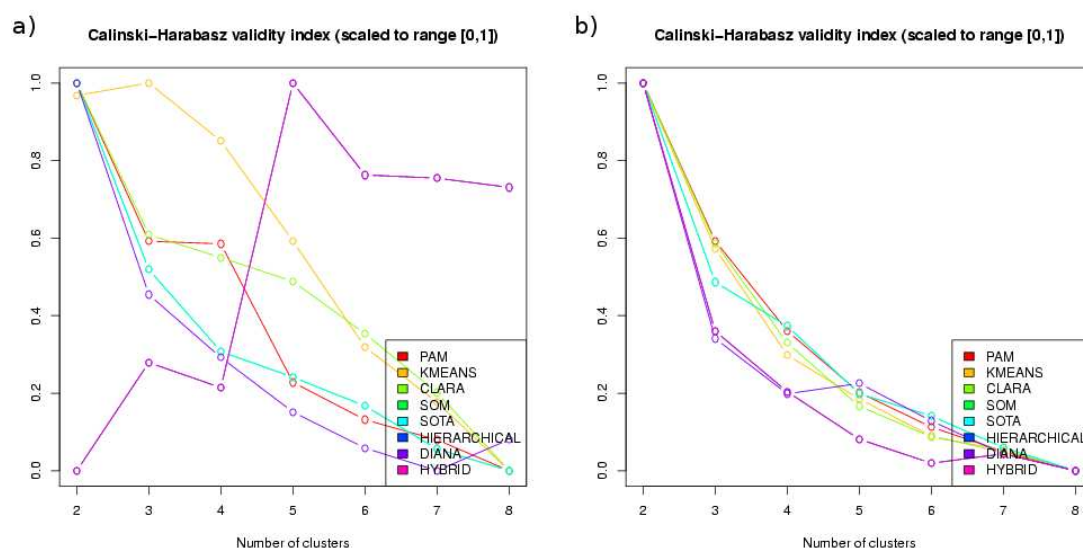 a)
Calinski-Harabasz validity index (scaled to range [0,1])
1.0
0.8
0.6
0.4
0.2
0.0
2 3 4 5 6 7 8
Number of clusters
PAM
KMEANS
CLARA
SOM
SOTA
HIERARCHICAL
DIANA
HYBRID
b)
Calinski-Harabasz validity index (scaled to range [0,1])
1.0
0.8
0.6
0.4
0.2
0.0
2 3 4 5 6 7 8
Number of clusters
PAM
KMEANS
CLARA
SOM
SOTA
HIERARCHICAL
DIANA
HYBRID